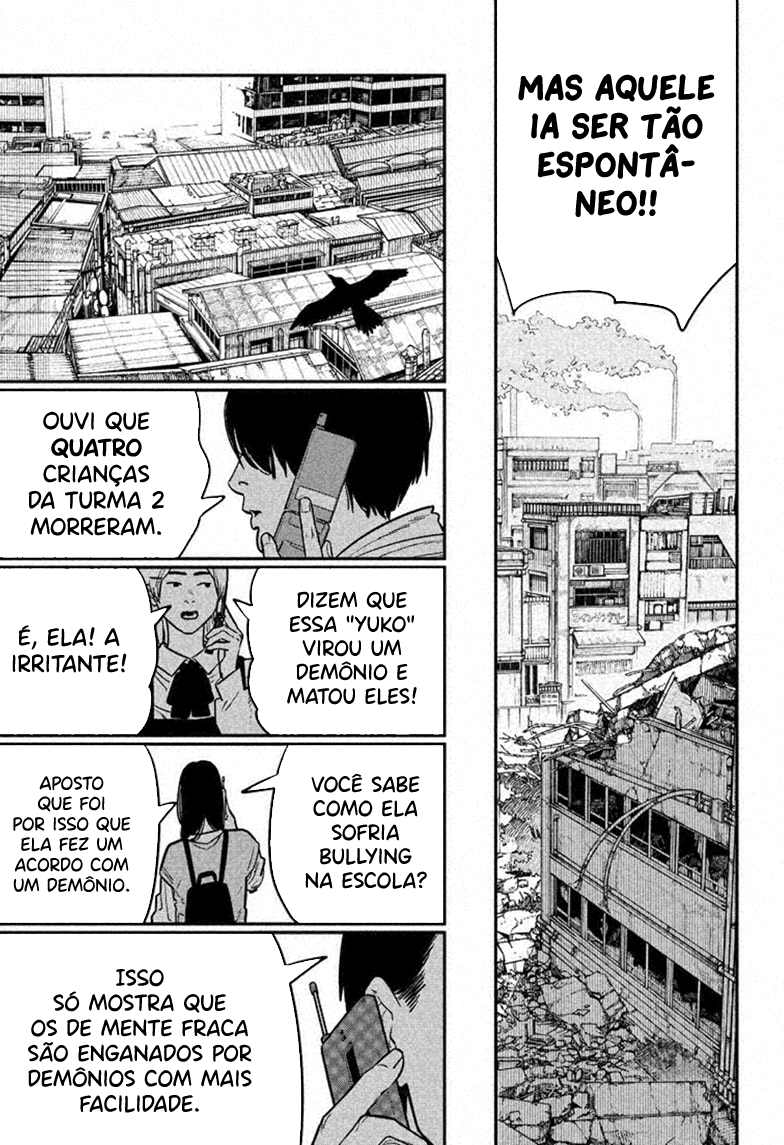 MAS AQUELE
IA SER TÃO
ESPONTÂ-
NEO!!
OUVI QUE
QUATRO
CRIANÇAS
DA TURMA 2
MORRERAM.
DIZEM QUE
ESSA "YUKO"
VIROU UM
DEMÔNIO E
MATOU ELES!
É, ELA! A
IRRITANTE!
VOCÊ SABE
COMO ELA
SOFRIA
BULLYING
NA ESCOLA?
APOSTO
QUE FOI
POR ISSO QUE
ELA FEZ UM
ACORDO COM
UM DEMÔNIO.
ISSO
SÓ MOSTRA QUE
OS DE MENTE FRACA
SÃO ENGANADOS POR
DEMÔNIOS COM MAIS
FACILIDADE.